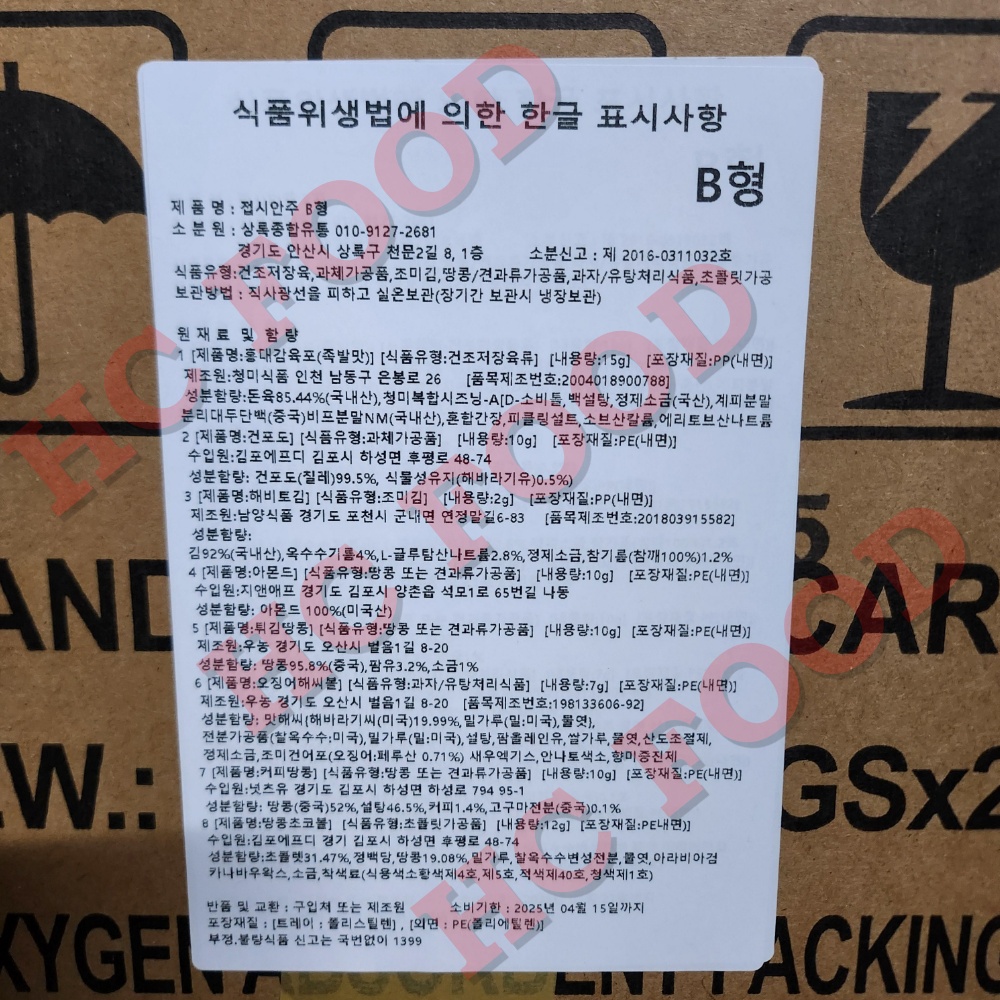 식품위생법에 의한 한글 표시사항
B형
제 품 명 : 접시안주 B형
소 분 원 : 상록종합유통 010-9127-2681
경기도 안산시 상록구 천문2길 8, 1층 소분신고 : 제 2016-0311032호
식품유형:건조저장육,과체가공품,조미김,땅콩/견과류가공품,과자/유탕처리식품,초콜릿가공
보관방법 : 직사광선을 피하고 실온보관(장기간 보관시 냉장보관)
원 재 료 및 함 량
1 [제품명:홍대감육포(족발맛)] [식품유형:건조저장육류] [내용량:15g] [포장재질:PP(내면)]
제조원:청미식품 인천 남동구 은봉로 26 [품목제조번호:2004018900788]
성분함량:돈육85.44%(국내산),청미복합시즈닝-A[D-소비톨,백설탕,정제소금(국산),계피분말
분리대두단백(중국)비프분말NM(국내산),혼합간장,피클링설트,소브산칼륨,에리토브산나트륨
2 [제품명:건포도] [식품유형:과체가공품] [내용량:10g] [포장재질:PE(내면)]
수입원:김포에프디 김포시 하성면 후평로 48-74
성분함량: 건포도(칠레)99.5%, 식물성유지(해바라기유)0.5%)
3 [제품명:해비토김] [식품유형:조미김] [내용량:2g] [포장재질:PP(내면)]
제조원:남양식품 경기도 포천시 군내면 연정말길6-83 [품목제조번호:201803915582]
성분함량:
김92%(국내산),옥수수기름4%,L-글루탐산나트륨2.8%,정제소금,참기름(참깨100%)1.2%
4 [제품명:아몬드] [식품유형:땅콩 또는 견과류가공품] [내용량:10g] [포장재질:PE(내면)]
수입원:지앤애프 경기도 김포시 양촌읍 석모1로 65번길 나동
성분함량: 아몬드 100%(미국산)
5 [제품명:튀김땅콩] [식품유형:땅콩 또는 견과류가공품] [내용량:10g] [포장재질:PE(내면)]
제조원:우농 경기도 오산시 벌음1길 8-20
성분함량: 땅콩95.8%(중국),팜유3.2%,소금1%
6 [제품명:오징어해씨볼] [식품유형:과자/유탕처리식품] [내용량:7g] [포장재질:PE(내면)]
제조원:우농 경기도 오산시 벌음1길 8-20 [품목제조번호:198133606-92]
성분함량: 맛해씨(해바라기씨(미국)19.99%,밀가루(밀:미국),물엿),
전분가공품(찰옥수수:미국),밀가루(밀:미국),설탕,팜올레인유,쌀가루,물엿,산도조절제,
정제소금,조미건어포(오징어:페루산 0.71%) 새우엑기스,안나토색소,향미증진제
7 [제품명:커피땅콩] [식품유형:땅콩 또는 견과류가공품] [내용량:10g] [포장재질:PE(내면)]
수입원:넛츠유 경기도 김포시 하성면 하성로 794 95-1
성분함량: 땅콩(중국)52%,설탕46.5%,커피1.4%,고구마전분(중국)0.1%
8 [제품명:땅콩초코볼] [식품유형:초콜릿가공품] [내용량:12g] [포장재질:PE내면)]
수입원:김포에프디 경기 김포시 하성면 후평로 48-74
성분함량:초콜렛31.47%,정백당,땅콩19.08%,밀가루,찰옥수수변성전분,물엿,아라비아검
카나바우왁스,소금,착색료(식용색소황색제4호,제5호,적색제40호,청색제1호)
반품 및 교환 : 구입처 또는 제조원 소비기한 : 2025년 04월 15일까지
포장재질 : [트레이 : 폴리스틸렌] , [외면 : PE(폴리에틸렌)]
부정.불량식품 신고는 국번없이 1399
HC FOOD
HC FOOD
HC FOOD
AND
CAR
.W.:
GSx2
XYGEN ABSORBENT PACKING